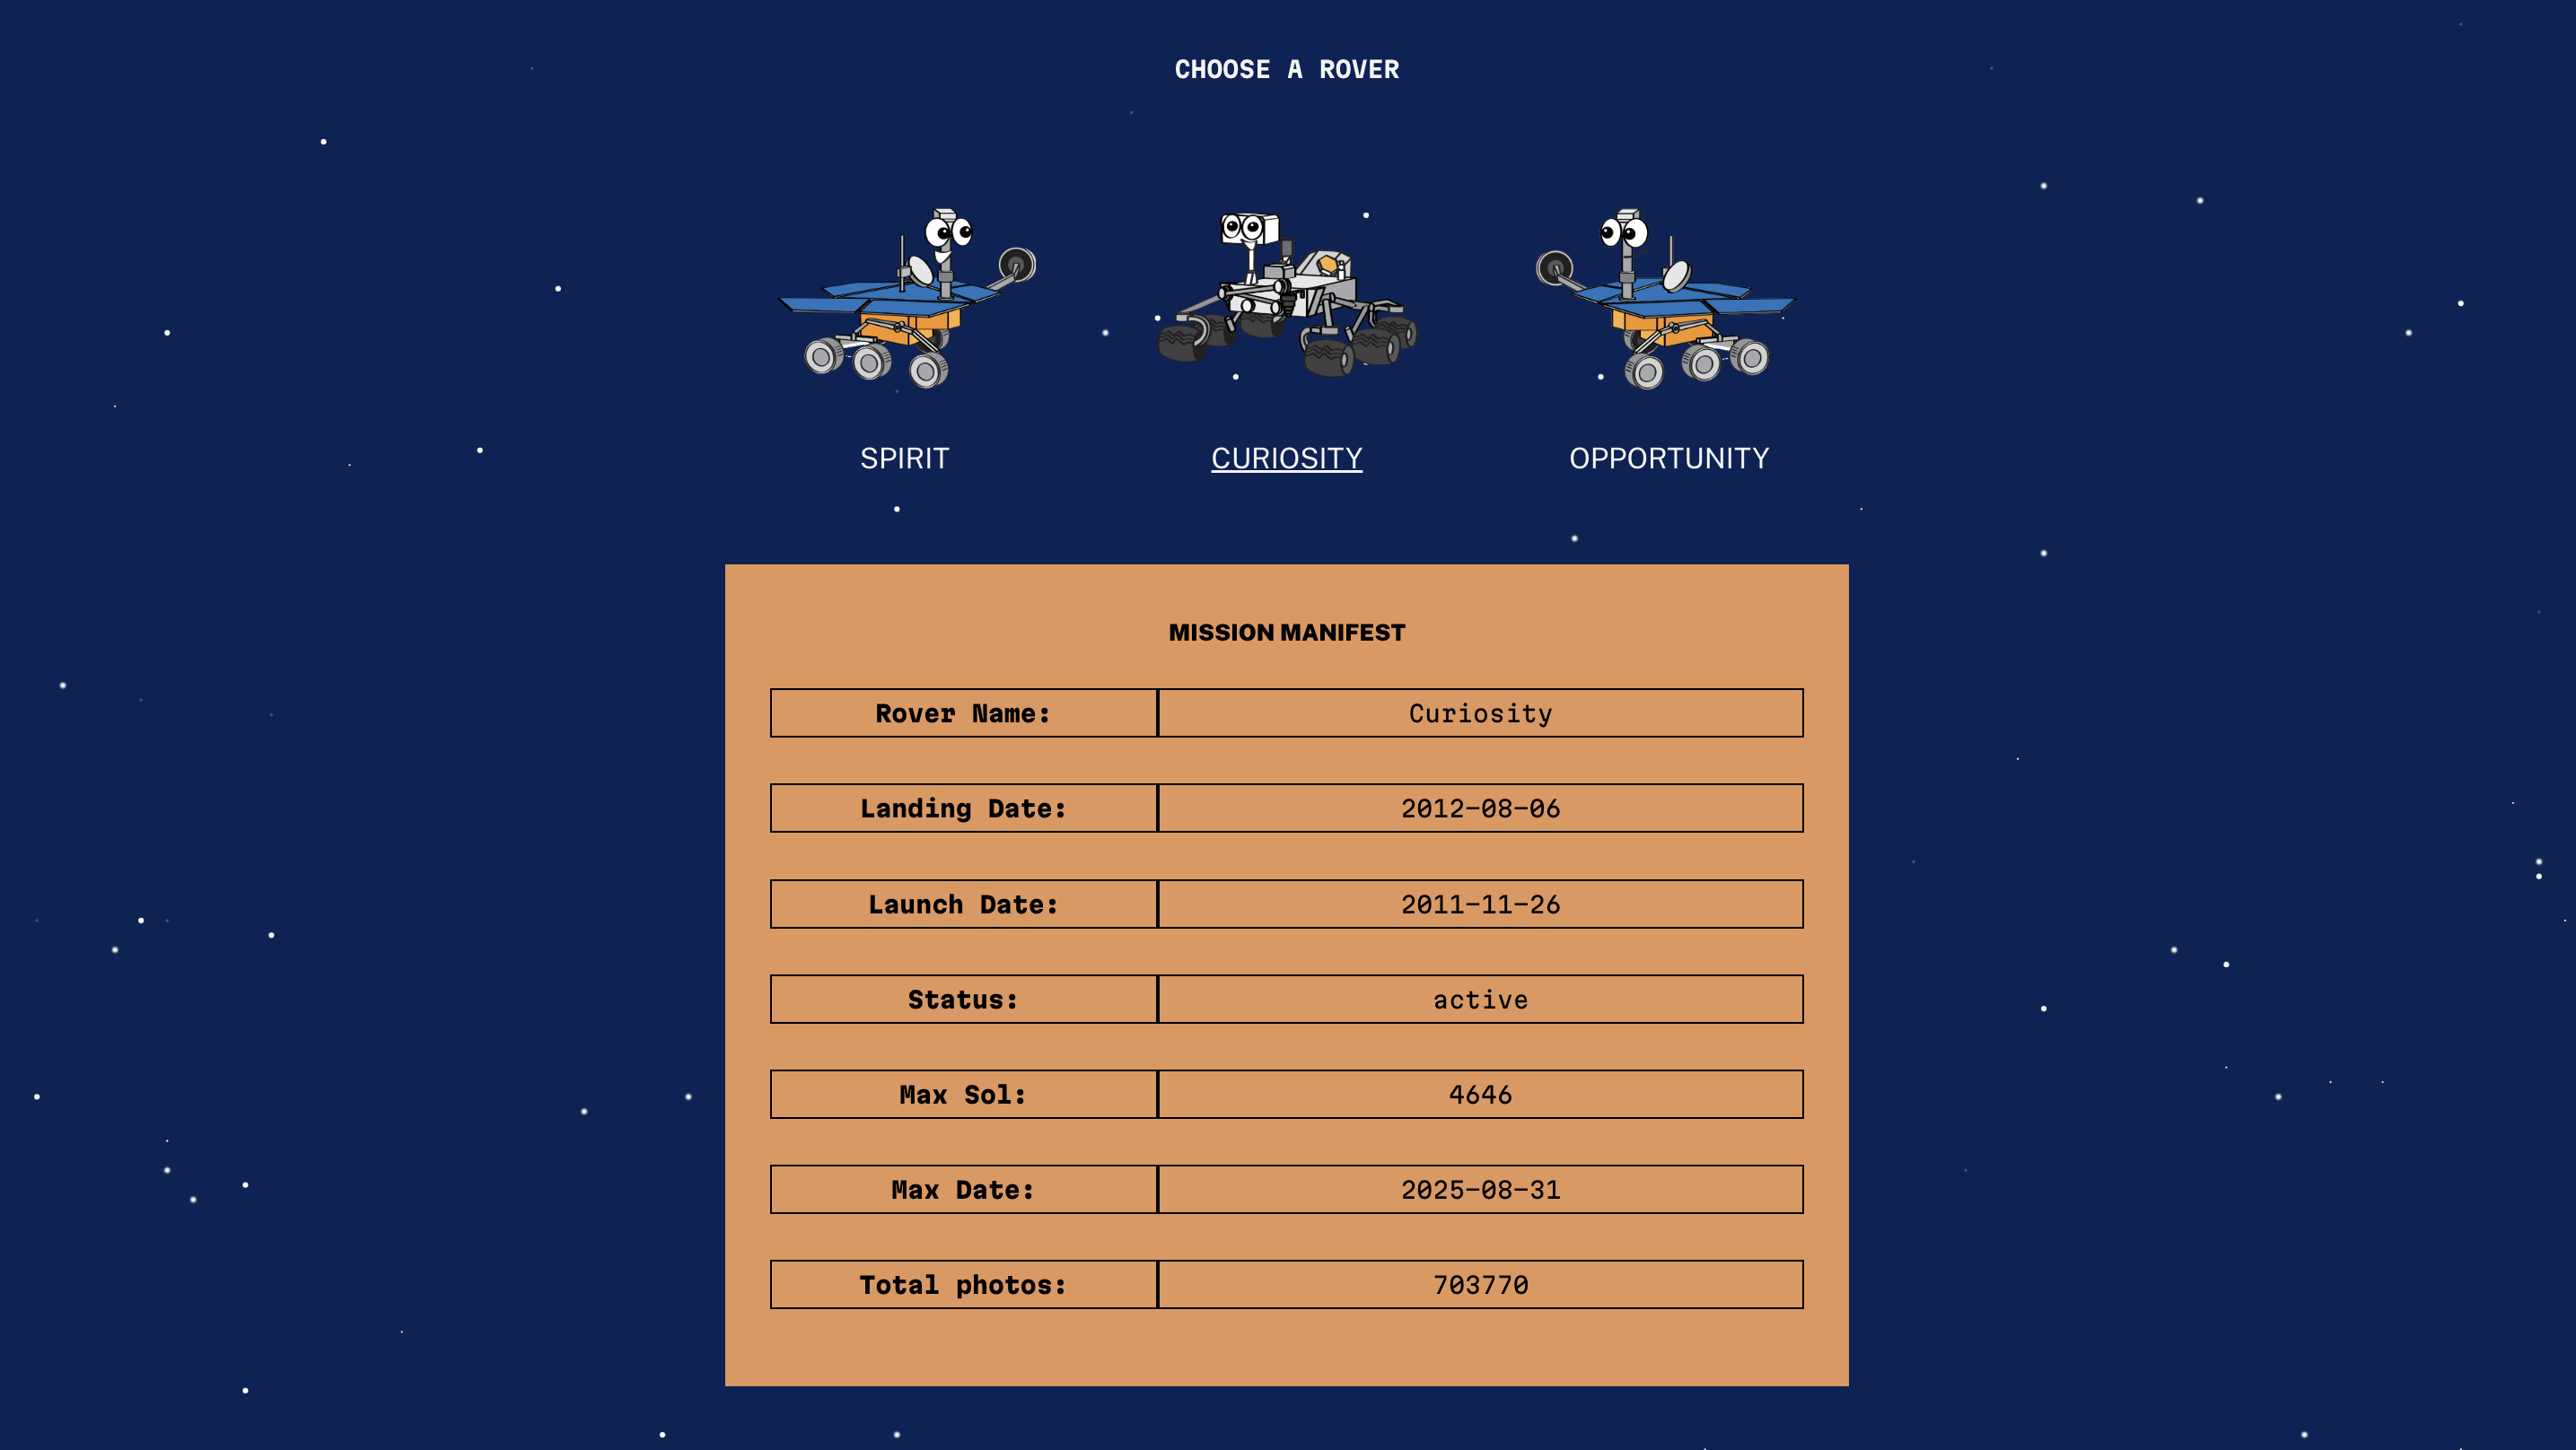 CHOOSE A ROVER
SPIRIT CURIOSITY OPPORTUNITY
MISSION MANIFEST
Rover Name: Curiosity
Landing Date: 2012-08-06
Launch Date: 2011-11-26
Status: active
Max Sol: 4646
Max Date: 2025-08-31
Total photos: 703770